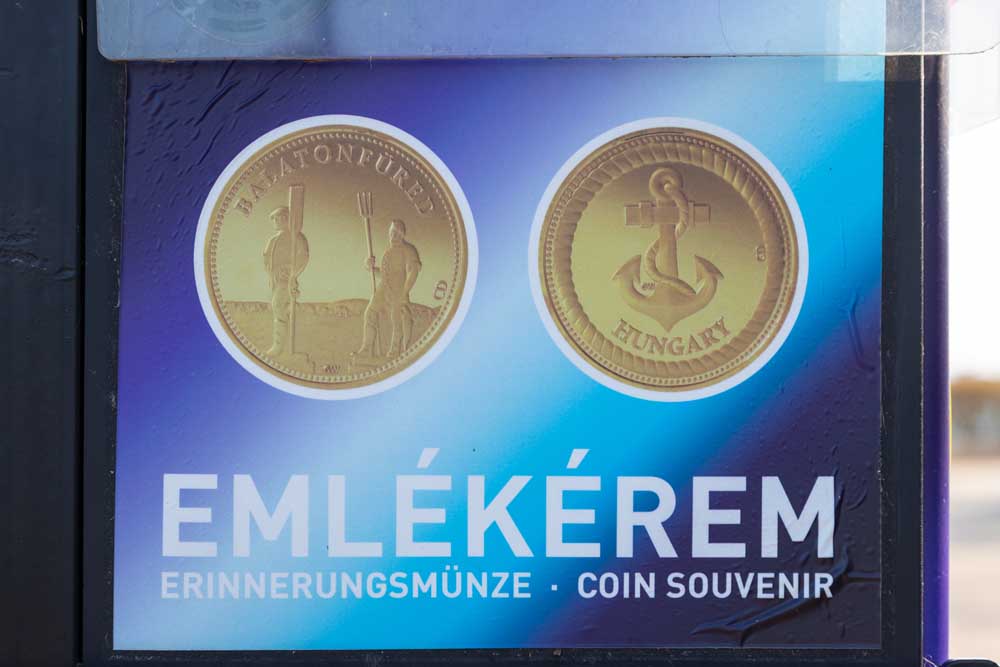 BALATONFÜRED
HUNGARY
EMLÉKÉREM
ERINNERUNGSMÜNZE · COIN SOUVENIR